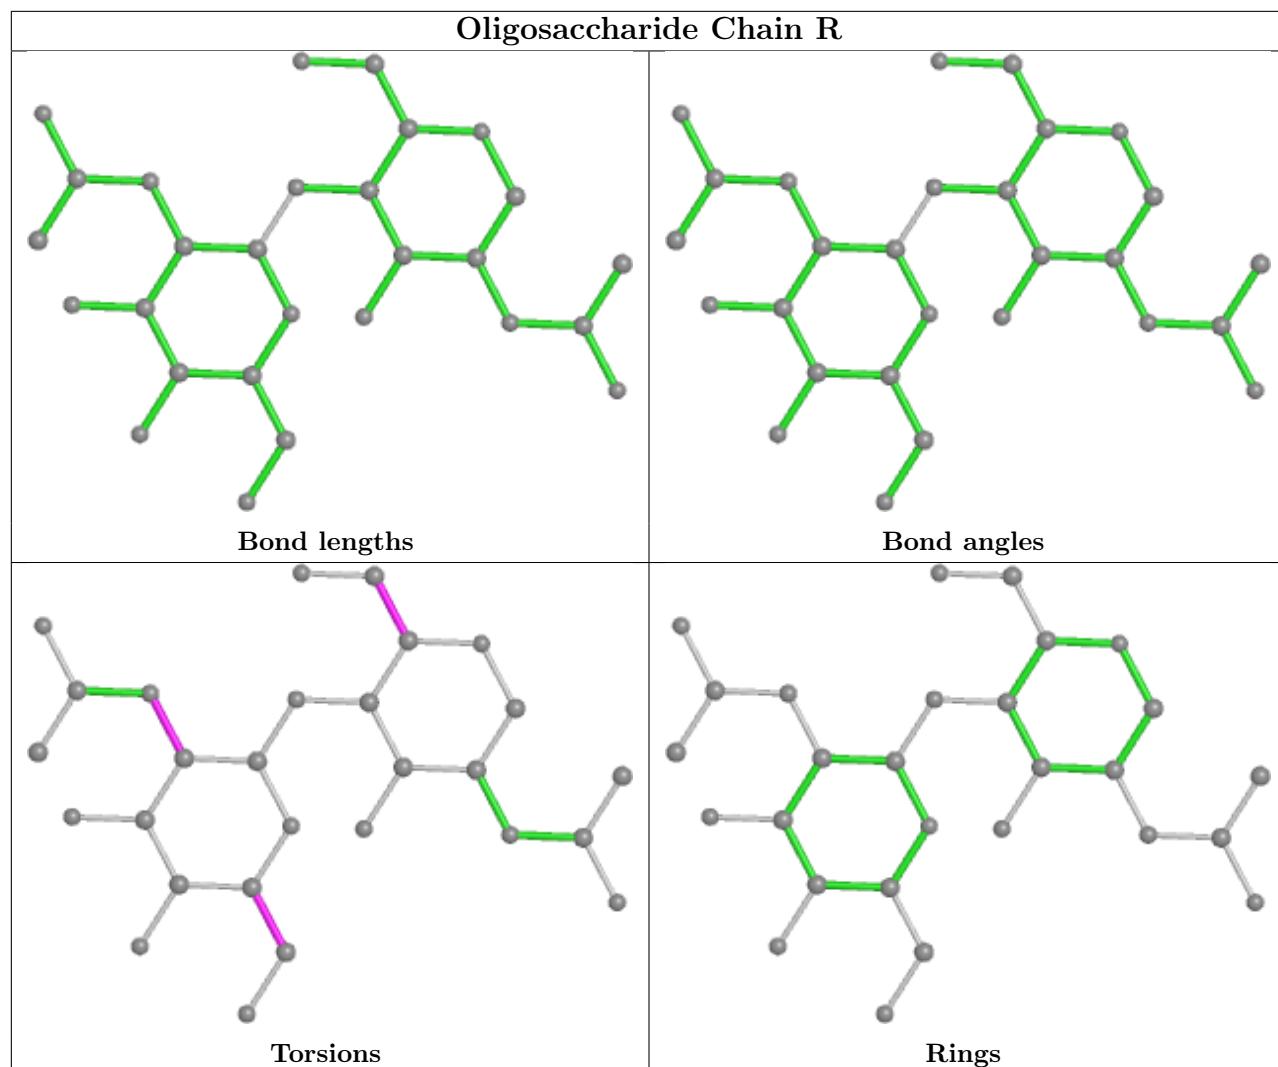 Oligosaccharide Chain R
Bond lengths
Bond angles
Torsions
Rings